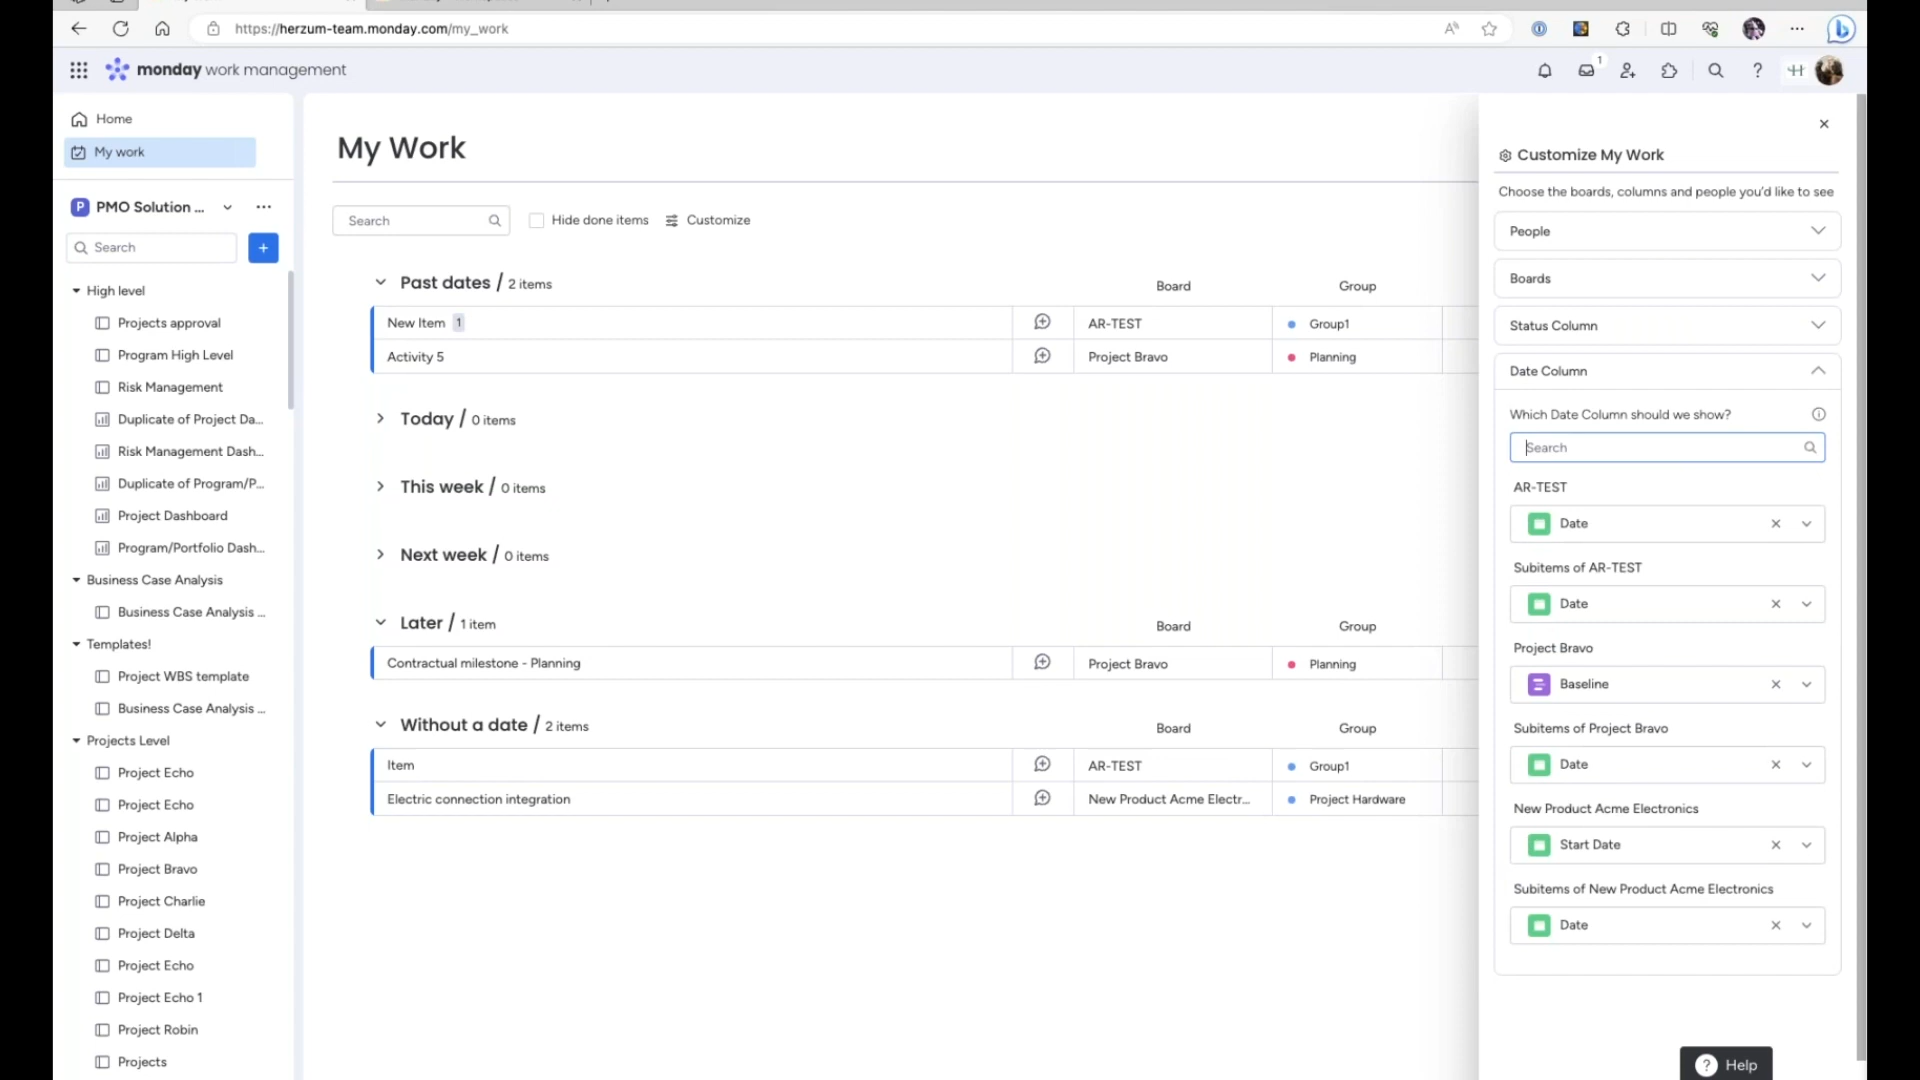 https://herzum-team.monday.com/my_work
monday work management
1
Home
My work
P PMO Solution ...
Search
+
High level
Projects approval
Program High Level
Risk Management
Duplicate of Project Da...
Risk Management Dash...
Duplicate of Program/P...
Project Dashboard
Program/Portfolio Dash...
Business Case Analysis
Business Case Analysis ...
Templates!
Project WBS template
Business Case Analysis ...
Projects Level
Project Echo
Project Echo
Project Alpha
Project Bravo
Project Charlie
Project Delta
Project Echo
Project Echo 1
Project Robin
Projects
My Work
Search
Hide done items
Customize
Past dates / 2 items Board Group
New Item 1 AR-TEST Group1
Activity 5 Project Bravo Planning
Today / 0 items
This week / 0 items
Next week / 0 items
Later / 1 item Board Group
Contractual milestone - Planning Project Bravo Planning
Without a date / 2 items Board Group
Item AR-TEST Group1
Electric connection integration New Product Acme Electr... Project Hardware
Customize My Work
Choose the boards, columns and people you'd like to see
People
Boards
Status Column
Date Column
Which Date Column should we show?
Search
AR-TEST
Date
Subitems of AR-TEST
Date
Project Bravo
Baseline
Subitems of Project Bravo
Date
New Product Acme Electronics
Start Date
Subitems of New Product Acme Electronics
Date
? Help